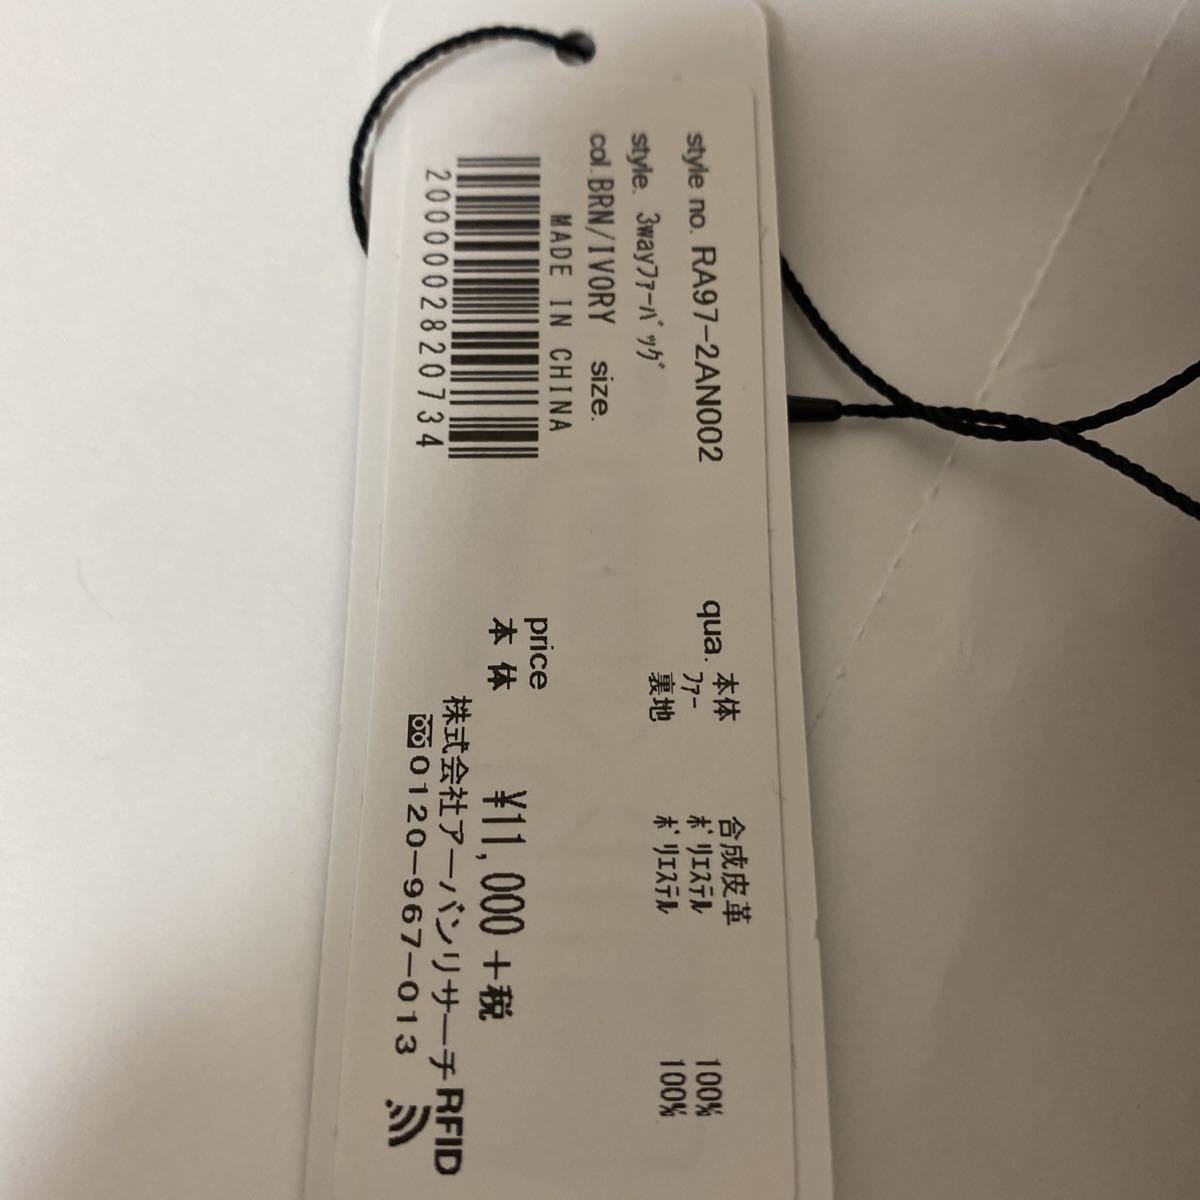 style no. RA97-2AN002
style. 3wayﾌｧｰﾊﾞｯｸﾞ
col. BRN/IVORY size.
MADE IN CHINA
2000002820734
qua. 本体 合成皮革
ﾌｧｰ ﾎﾟﾘｴｽﾃﾙ 100%
裏地 ﾎﾟﾘｴｽﾃﾙ 100%
price
本体 ¥11,000+税
株式会社アーバンリサーチ
0120-967-013
RFID